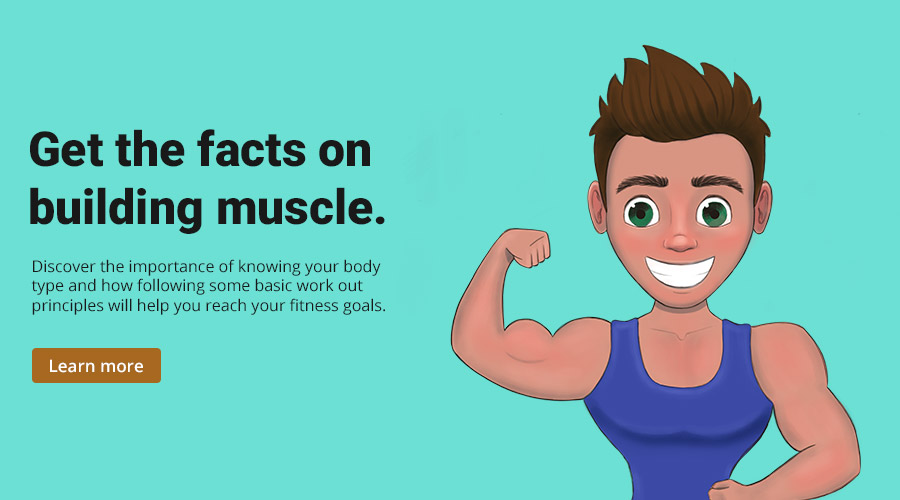 Get the facts on
building muscle.
Discover the importance of knowing your body
type and how following some basic work out
principles will help you reach your fitness goals.
Learn more